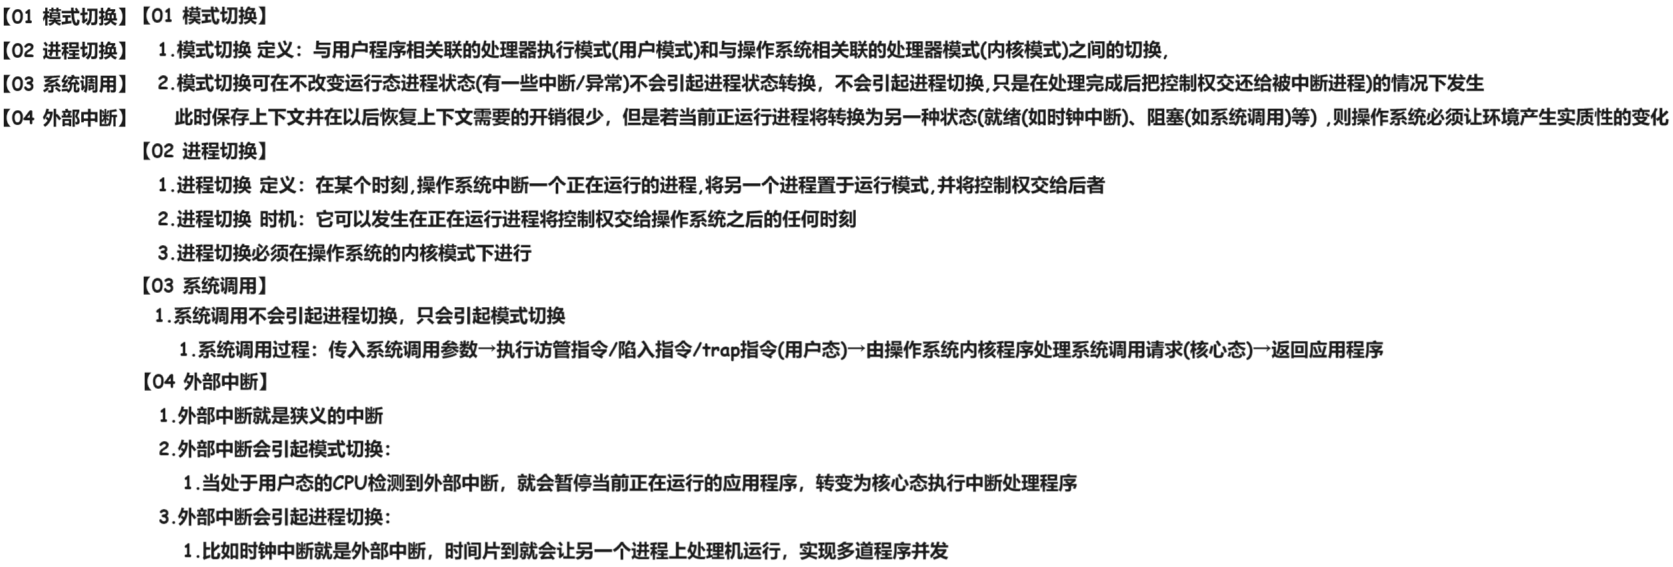 【01 模式切换】
【02 进程切换】
【03 系统调用】
【04 外部中断】
【01 模式切换】
1.模式切换 定义：与用户程序相关联的处理器执行模式(用户模式)和与操作系统相关联的处理器模式(内核模式)之间的切换,
2.模式切换可在不改变运行态进程状态(有一些中断/异常)不会引起进程状态转换，不会引起进程切换,只是在处理完成后把控制权交还给被中断进程)的情况下发生
此时保存上下文并在以后恢复上下文需要的开销很少，但是若当前正运行进程将转换为另一种状态(就绪(如时钟中断)、阻塞(如系统调用)等) ,则操作系统必须让环境产生实质性的变化
【02 进程切换】
1.进程切换 定义：在某个时刻,操作系统中断一个正在运行的进程,将另一个进程置于运行模式,并将控制权交给后者
2.进程切换 时机：它可以发生在正在运行进程将控制权交给操作系统之后的任何时刻
3.进程切换必须在操作系统的内核模式下进行
【03 系统调用】
1.系统调用不会引起进程切换，只会引起模式切换
1.系统调用过程：传入系统调用参数→执行访管指令/陷入指令/trap指令(用户态)→由操作系统内核程序处理系统调用请求(核心态)→返回应用程序
【04 外部中断】
1.外部中断就是狭义的中断
2.外部中断会引起模式切换：
1.当处于用户态的CPU检测到外部中断，就会暂停当前正在运行的应用程序，转变为核心态执行中断处理程序
3.外部中断会引起进程切换：
1.比如时钟中断就是外部中断，时间片到就会让另一个进程上处理机运行，实现多道程序并发